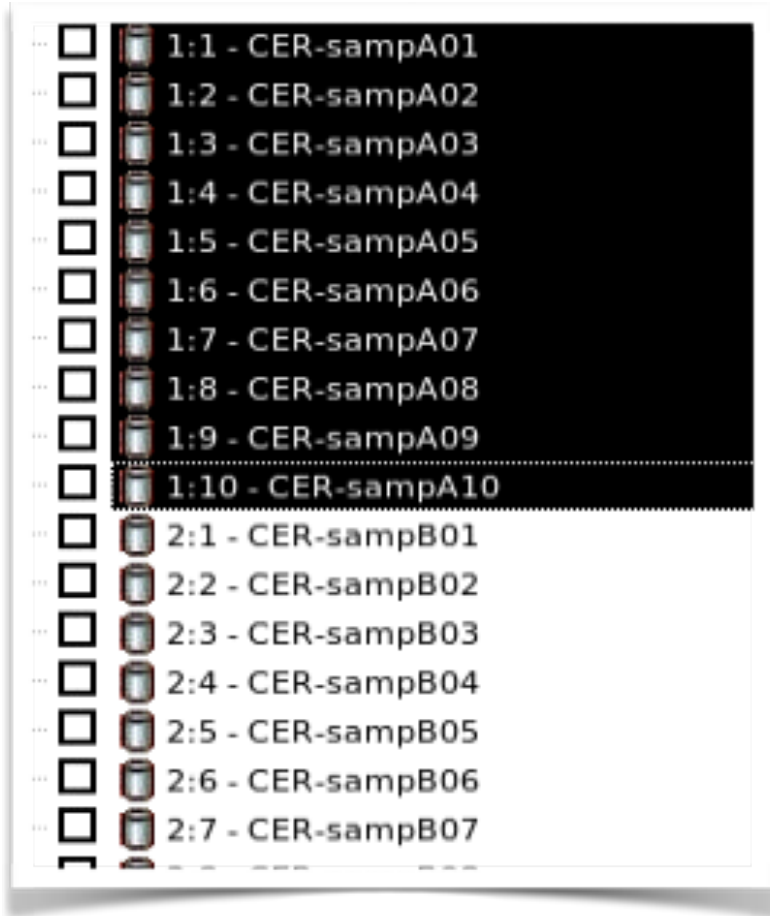 1:1 - CER-sampA01
1:2 - CER-sampA02
1:3 - CER-sampA03
1:4 - CER-sampA04
1:5 - CER-sampA05
1:6 - CER-sampA06
1:7 - CER-sampA07
1:8 - CER-sampA08
1:9 - CER-sampA09
1:10 - CER-sampA10
2:1 - CER-sampB01
2:2 - CER-sampB02
2:3 - CER-sampB03
2:4 - CER-sampB04
2:5 - CER-sampB05
2:6 - CER-sampB06
2:7 - CER-sampB07